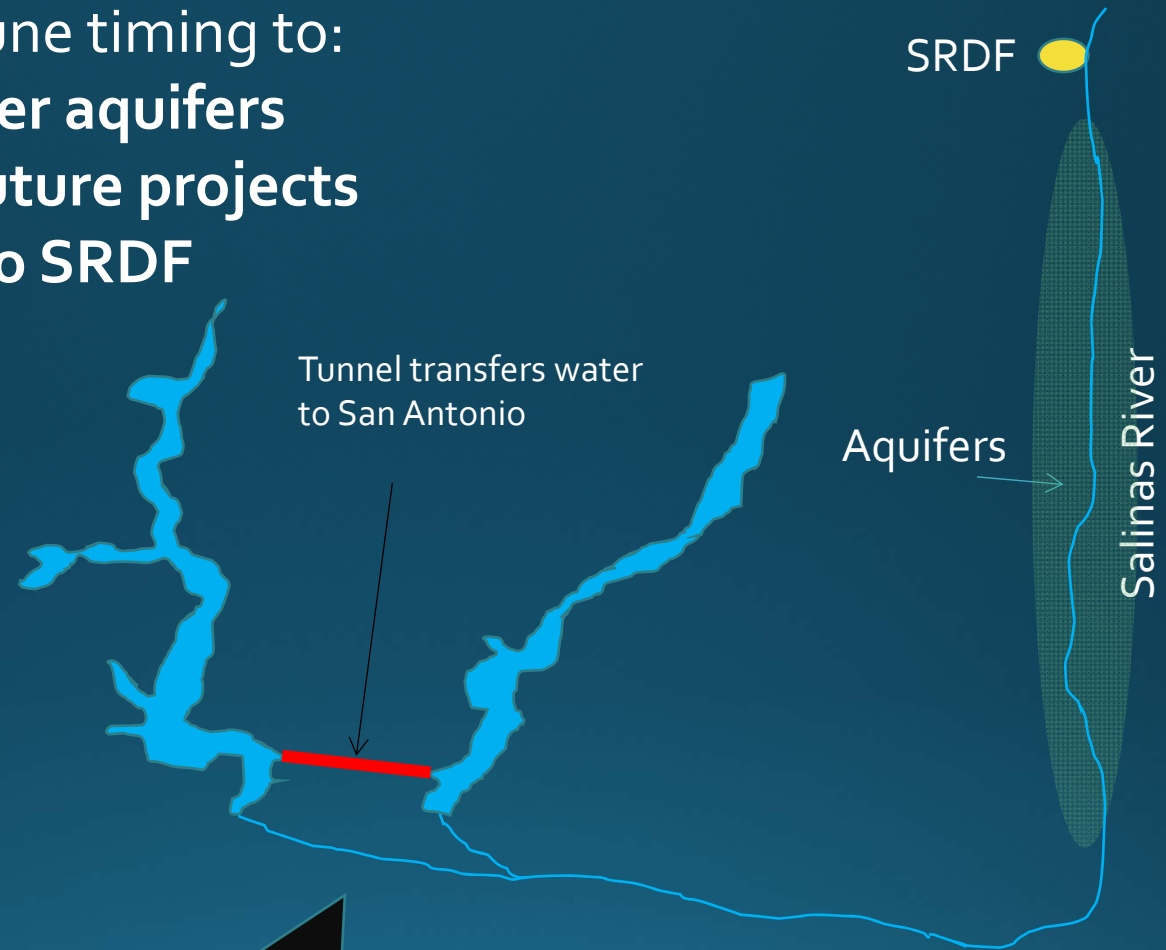 une timing to:
er aquifers
uture projects
o SRDF
SRDF
Tunnel transfers water
to San Antonio
Aquifers
Salinas River